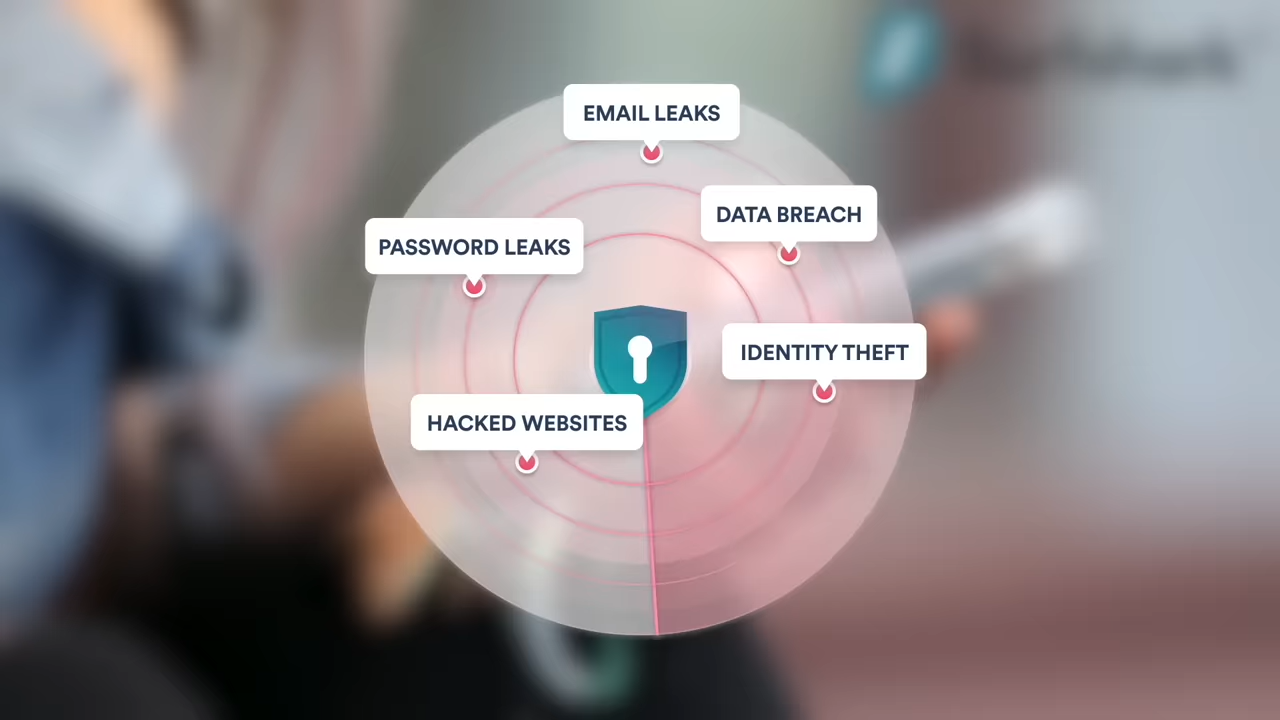 EMAIL LEAKS
DATA BREACH
PASSWORD LEAKS
IDENTITY THEFT
HACKED WEBSITES